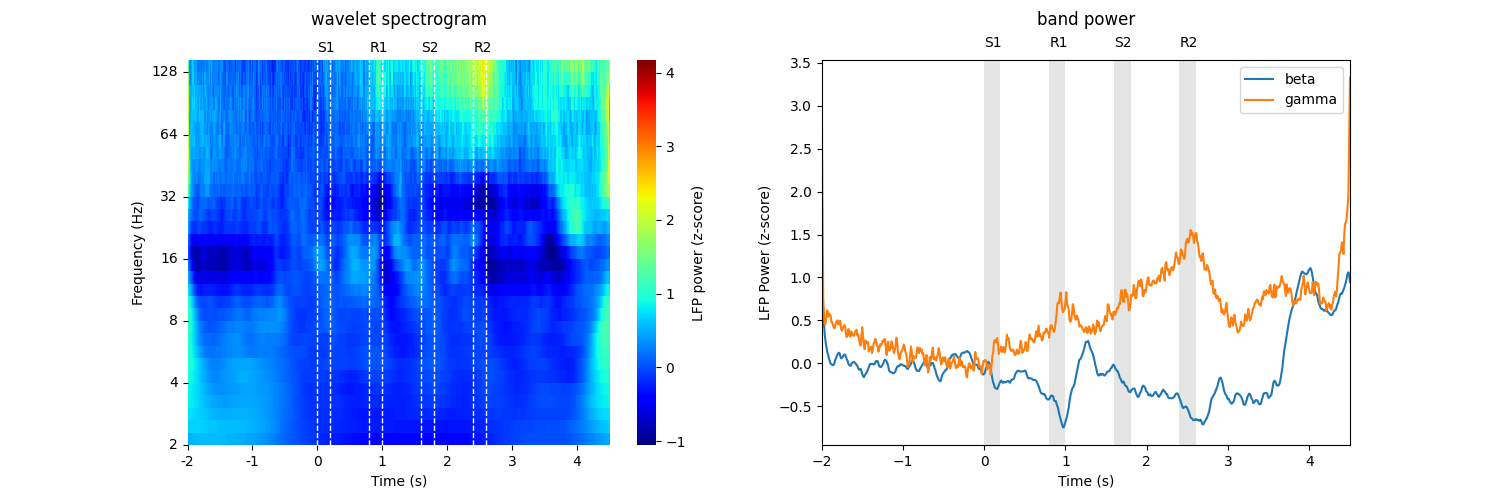 wavelet spectrogram
S1 R1 S2 R2
128
64
32
16
8
4
2
Frequency (Hz)
-2 -1 0 1 2 3 4
Time (s)
4
3
2
1
0
−1
LFP power (z-score)
band power
S1 R1 S2 R2
3.5
3.0
2.5
2.0
1.5
1.0
0.5
0.0
−0.5
LFP Power (z-score)
beta
gamma
−2 −1 0 1 2 3 4
Time (s)